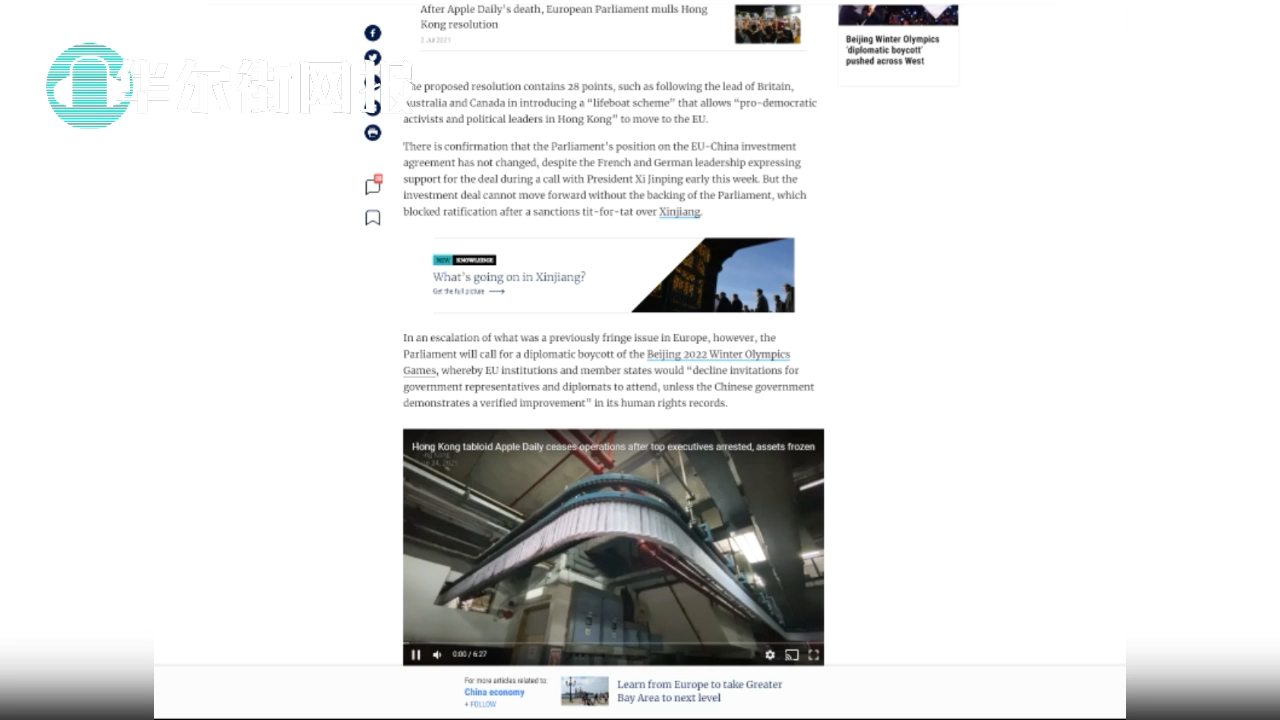 After Apple Daily's death, European Parliament mulls Hong
Kong resolution
2 Jul 2021
Beijing Winter Olympics
'diplomatic boycott'
pushed across West
华尔街网报
he proposed resolution contains 28 points, such as following the lead of Britain,
ustralia and Canada in introducing a “lifeboat scheme” that allows “pro-democratic
activists and political leaders in Hong Kong” to move to the EU.
There is confirmation that the Parliament's position on the EU-China investment
agreement has not changed, despite the French and German leadership expressing
support for the deal during a call with President Xi Jinping early this week. But the
investment deal cannot move forward without the backing of the Parliament, which
blocked ratification after a sanctions tit-for-tat over Xinjiang.
NEW KNOWLEDGE
What's going on in Xinjiang?
Get the full picture
In an escalation of what was a previously fringe issue in Europe, however, the
Parliament will call for a diplomatic boycott of the Beijing 2022 Winter Olympics
Games, whereby EU institutions and member states would “decline invitations for
government representatives and diplomats to attend, unless the Chinese government
demonstrates a verified improvement” in its human rights records.
Hong Kong tabloid Apple Daily ceases operations after top executives arrested, assets frozen
0:00 / 6:27
For more articles related to:
China economy
+ FOLLOW
Learn from Europe to take Greater
Bay Area to next level